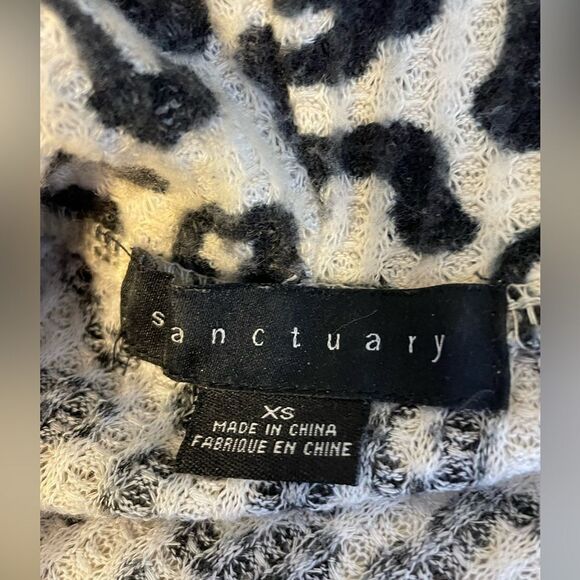 sanctuary
XS
MADE IN CHINA
FABRIQUE EN CHINE